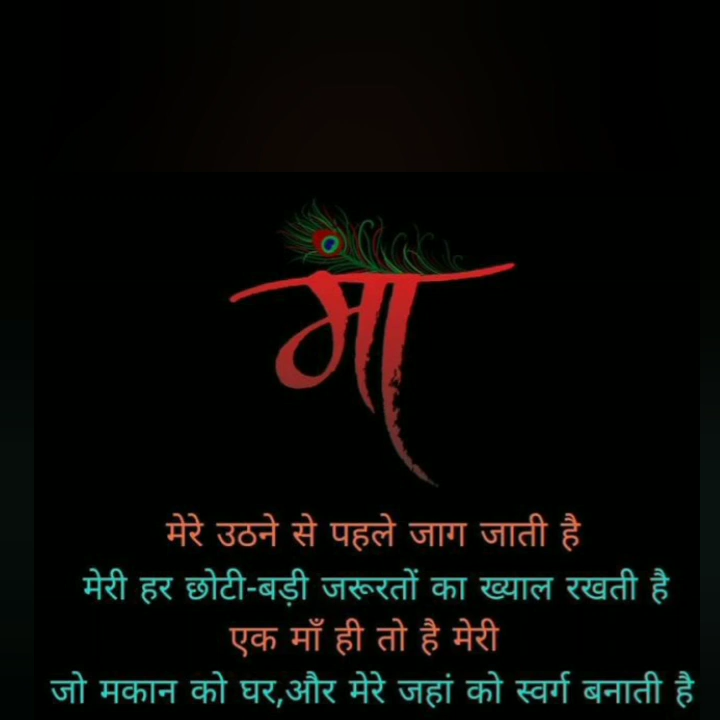 मा
मेरे उठने से पहले जाग जाती है
मेरी हर छोटी-बड़ी जरूरतों का ख्याल रखती है
एक माँ ही तो है मेरी
जो मकान को घर,और मेरे जहां को स्वर्ग बनाती है